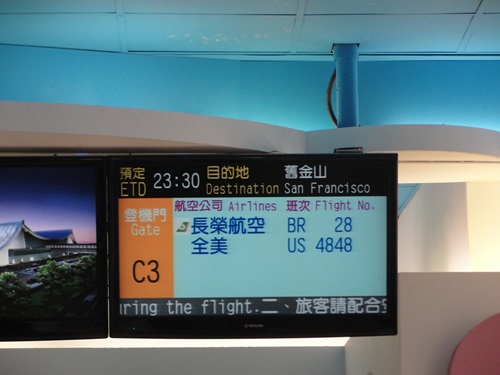 預定 23:30 目的地 舊金山
ETD Destination San Francisco
登機門 航空公司 Airlines 班次 Flight No.
Gate 長榮航空 BR 28
全美 US 4848
C3
uring the flight.二、旅客請配合